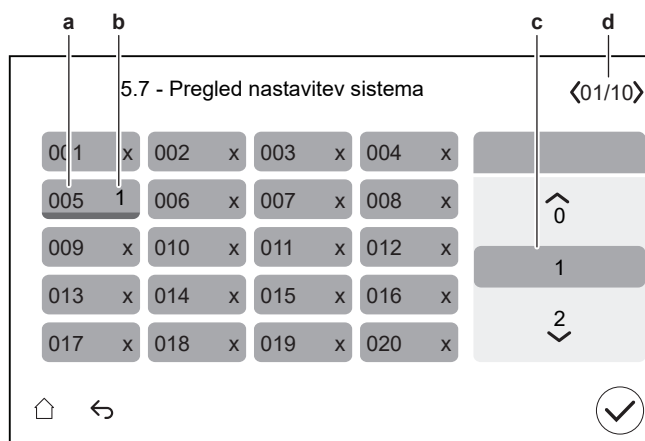 a b c d
5.7 - Pregled nastavitev sistema 01/10
001 x 002 x 003 x 004 x
005 1 006 x 007 x 008 x 0
009 x 010 x 011 x 012 x 1
013 x 014 x 015 x 016 x 2
017 x 018 x 019 x 020 x